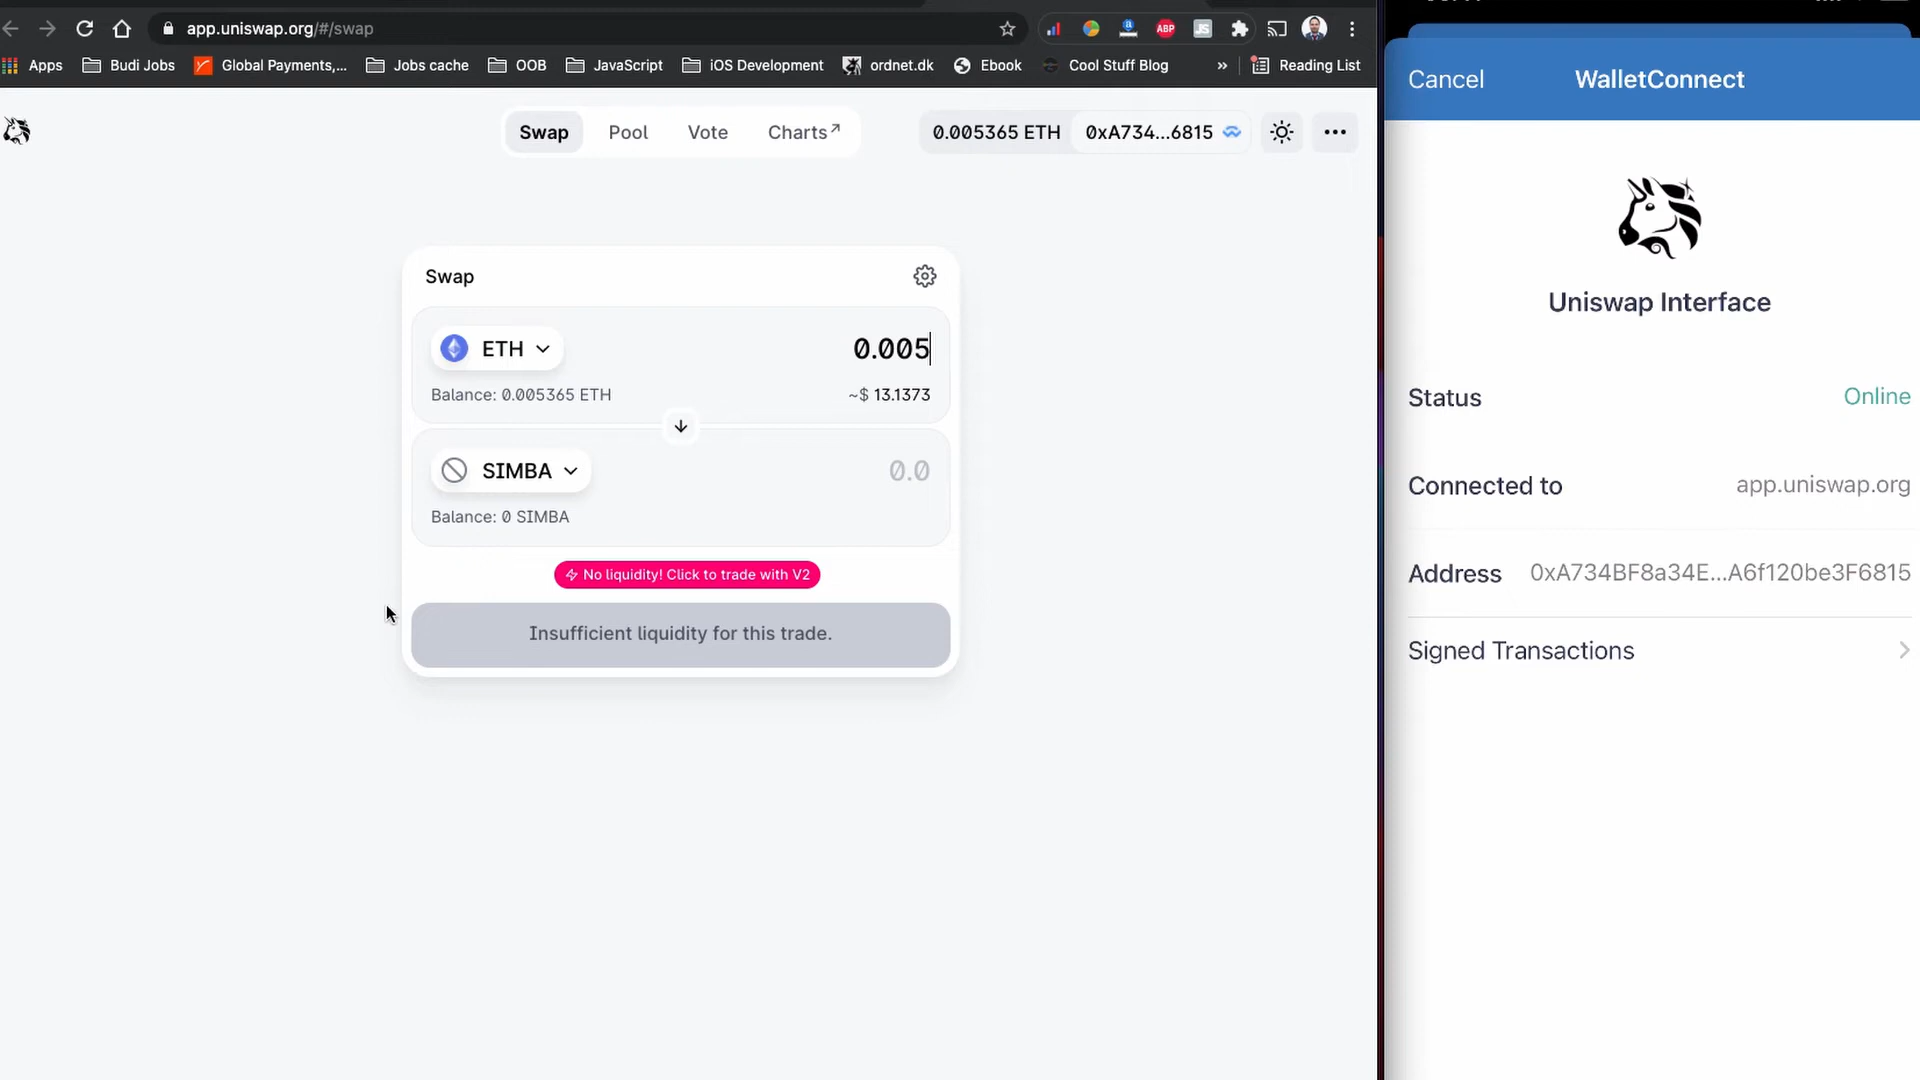 app.uniswap.org/#/swap
ABP
JS
Apps
Budi Jobs
Global Payments,...
Jobs cache
OOB
JavaScript
iOS Development
ordnet.dk
Ebook
Cool Stuff Blog
»
Reading List
Swap
Pool
Vote
Charts↗
0.005365 ETH
0xA734...6815
Swap
ETH
0.005
Balance: 0.005365 ETH
~$ 13.1373
SIMBA
0.0
Balance: 0 SIMBA
No liquidity! Click to trade with V2
Insufficient liquidity for this trade.
Cancel
WalletConnect
Uniswap Interface
Status
Online
Connected to
app.uniswap.org
Address
0xA734BF8a34E...A6f120be3F6815
Signed Transactions